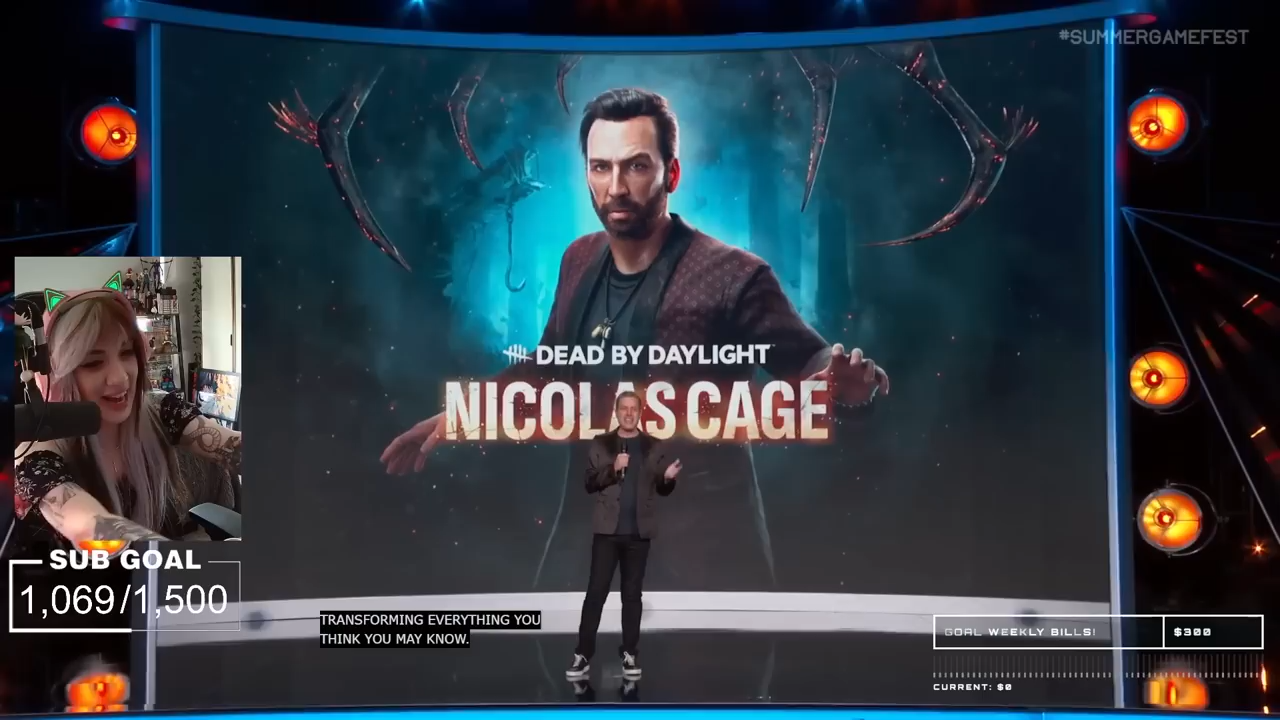 #SUMMERGAMEFEST
DEAD BY DAYLIGHT
NICOLAS CAGE
SUB GOAL
1,069/1,500
TRANSFORMING EVERYTHING YOU
THINK YOU MAY KNOW.
GOAL WEEKLY BILLS!
$300
CURRENT: $0